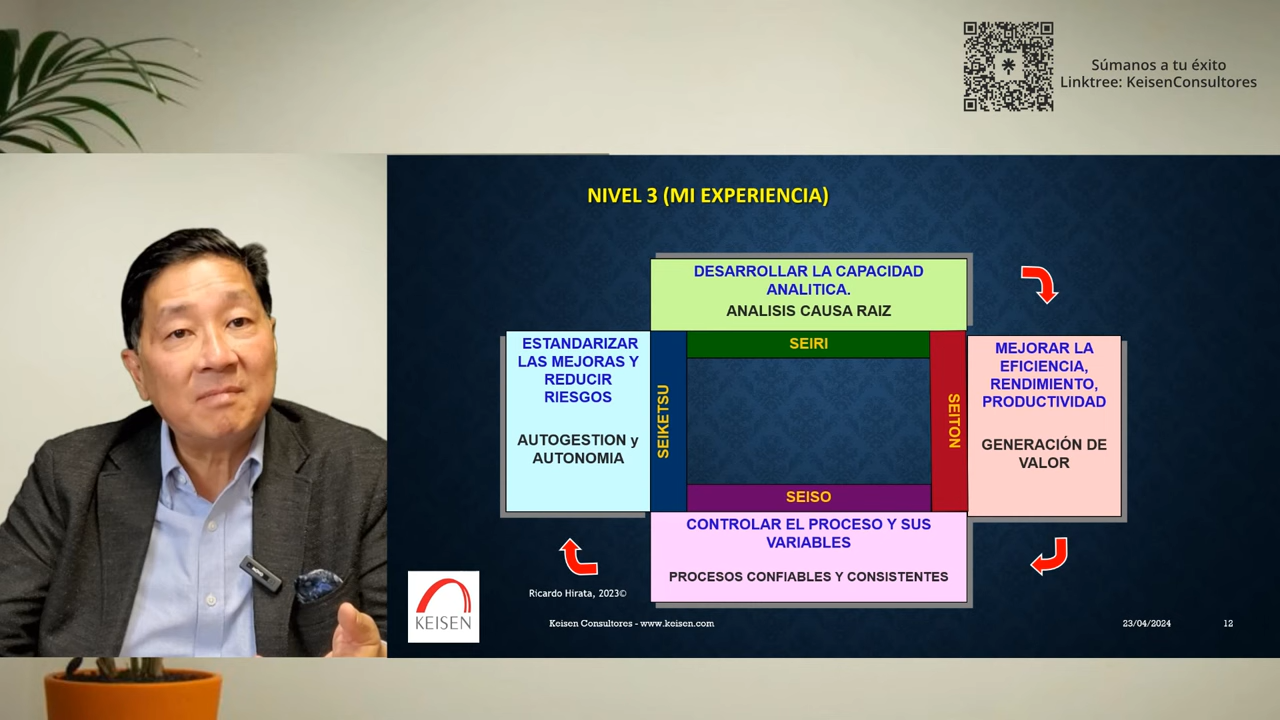 Súmanos a tu éxito
Linktree: KeisenConsultores
NIVEL 3 (MI EXPERIENCIA)
DESARROLLAR LA CAPACIDAD
ANALITICA.
ANALISIS CAUSA RAIZ
SEIRI
ESTANDARIZAR
LAS MEJORAS Y
REDUCIR
RIESGOS
AUTOGESTION y
AUTONOMIA
SEIKETSU
SEITON
MEJORAR LA
EFICIENCIA,
RENDIMIENTO,
PRODUCTIVIDAD
GENERACIÓN DE
VALOR
SEISO
CONTROLAR EL PROCESO Y SUS
VARIABLES
PROCESOS CONFIABLES Y CONSISTENTES
Ricardo Hirata, 2023©
KEISEN
Keisen Consultores - www.keisen.com
23/04/2024
12